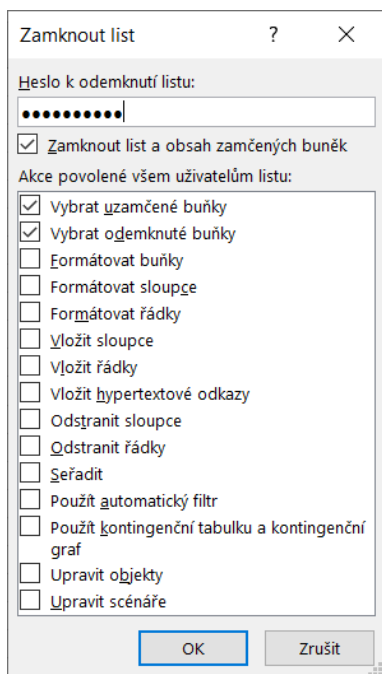 Zamknout list ? ×
Heslo k odemknutí listu:
●●●●●●●●●●
Zamknout list a obsah zamčených buněk
Akce povolené všem uživatelům listu:
Vybrat uzamčené buňky
Vybrat odemknuté buňky
Formátovat buňky
Formátovat sloupce
Formátovat řádky
Vložit sloupce
Vložit řádky
Vložit hypertextové odkazy
Odstranit sloupce
Odstranit řádky
Seřadit
Použít automatický filtr
Použít kontingenční tabulku a kontingenční
graf
Upravit objekty
Upravit scénáře
OK Zrušit